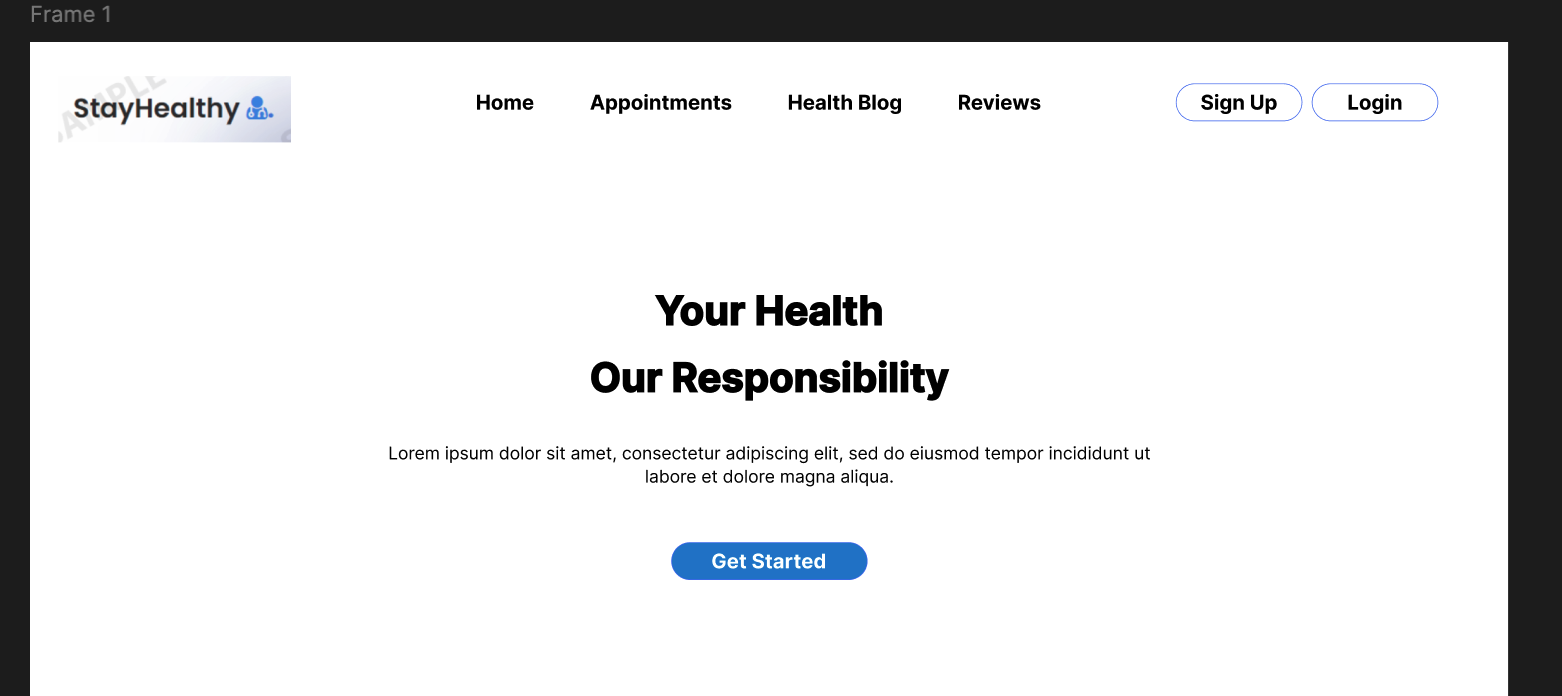 Frame 1
StayHealthy
Home Appointments Health Blog Reviews Sign Up Login
Your Health
Our Responsibility
Lorem ipsum dolor sit amet, consectetur adipiscing elit, sed do eiusmod tempor incididunt ut
labore et dolore magna aliqua.
Get Started